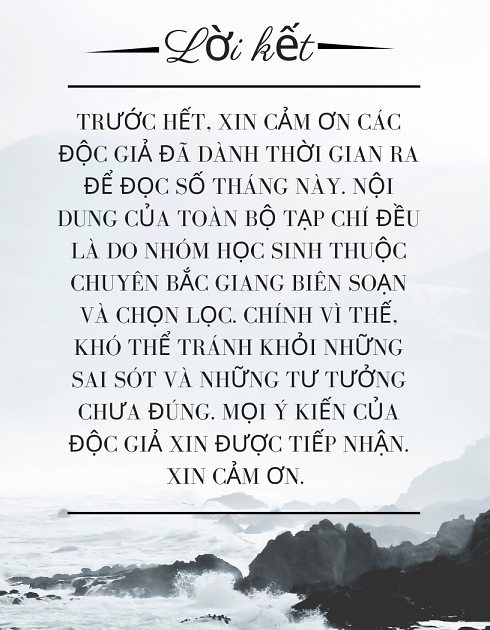 Lời kết
TRƯỚC HẾT, XIN CẢM ƠN CÁC
ĐỘC GIẢ ĐÃ DÀNH THỜI GIAN RA
ĐỂ ĐỌC SỐ THÁNG NÀY. NỘI
DUNG CỦA TOÀN BỘ TẠP CHÍ ĐỀU
LÀ DO NHÓM HỌC SINH THUỘC
CHUYÊN BẮC GIANG BIÊN SOẠN
VÀ CHỌN LỌC. CHÍNH VÌ THẾ,
KHÓ THỂ TRÁNH KHỎI NHỮNG
SAI SÓT VÀ NHỮNG TƯ TƯỞNG
CHƯA ĐÚNG. MỌI Ý KIẾN CỦA
ĐỘC GIẢ XIN ĐƯỢC TIẾP NHẬN.
XIN CẢM ƠN.